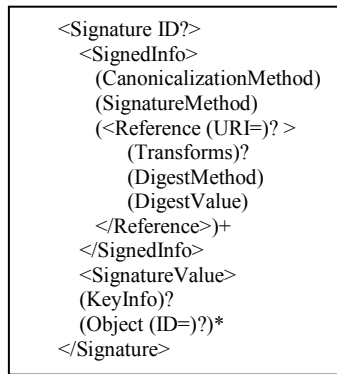 <Signature ID?>
<SignedInfo>
(CanonicalizationMethod)
(SignatureMethod)
(<Reference (URI=)? >
(Transforms)?
(DigestMethod)
(DigestValue)
</Reference>)+
</SignedInfo>
<SignatureValue>
(KeyInfo)?
(Object (ID=)?)*
</Signature>